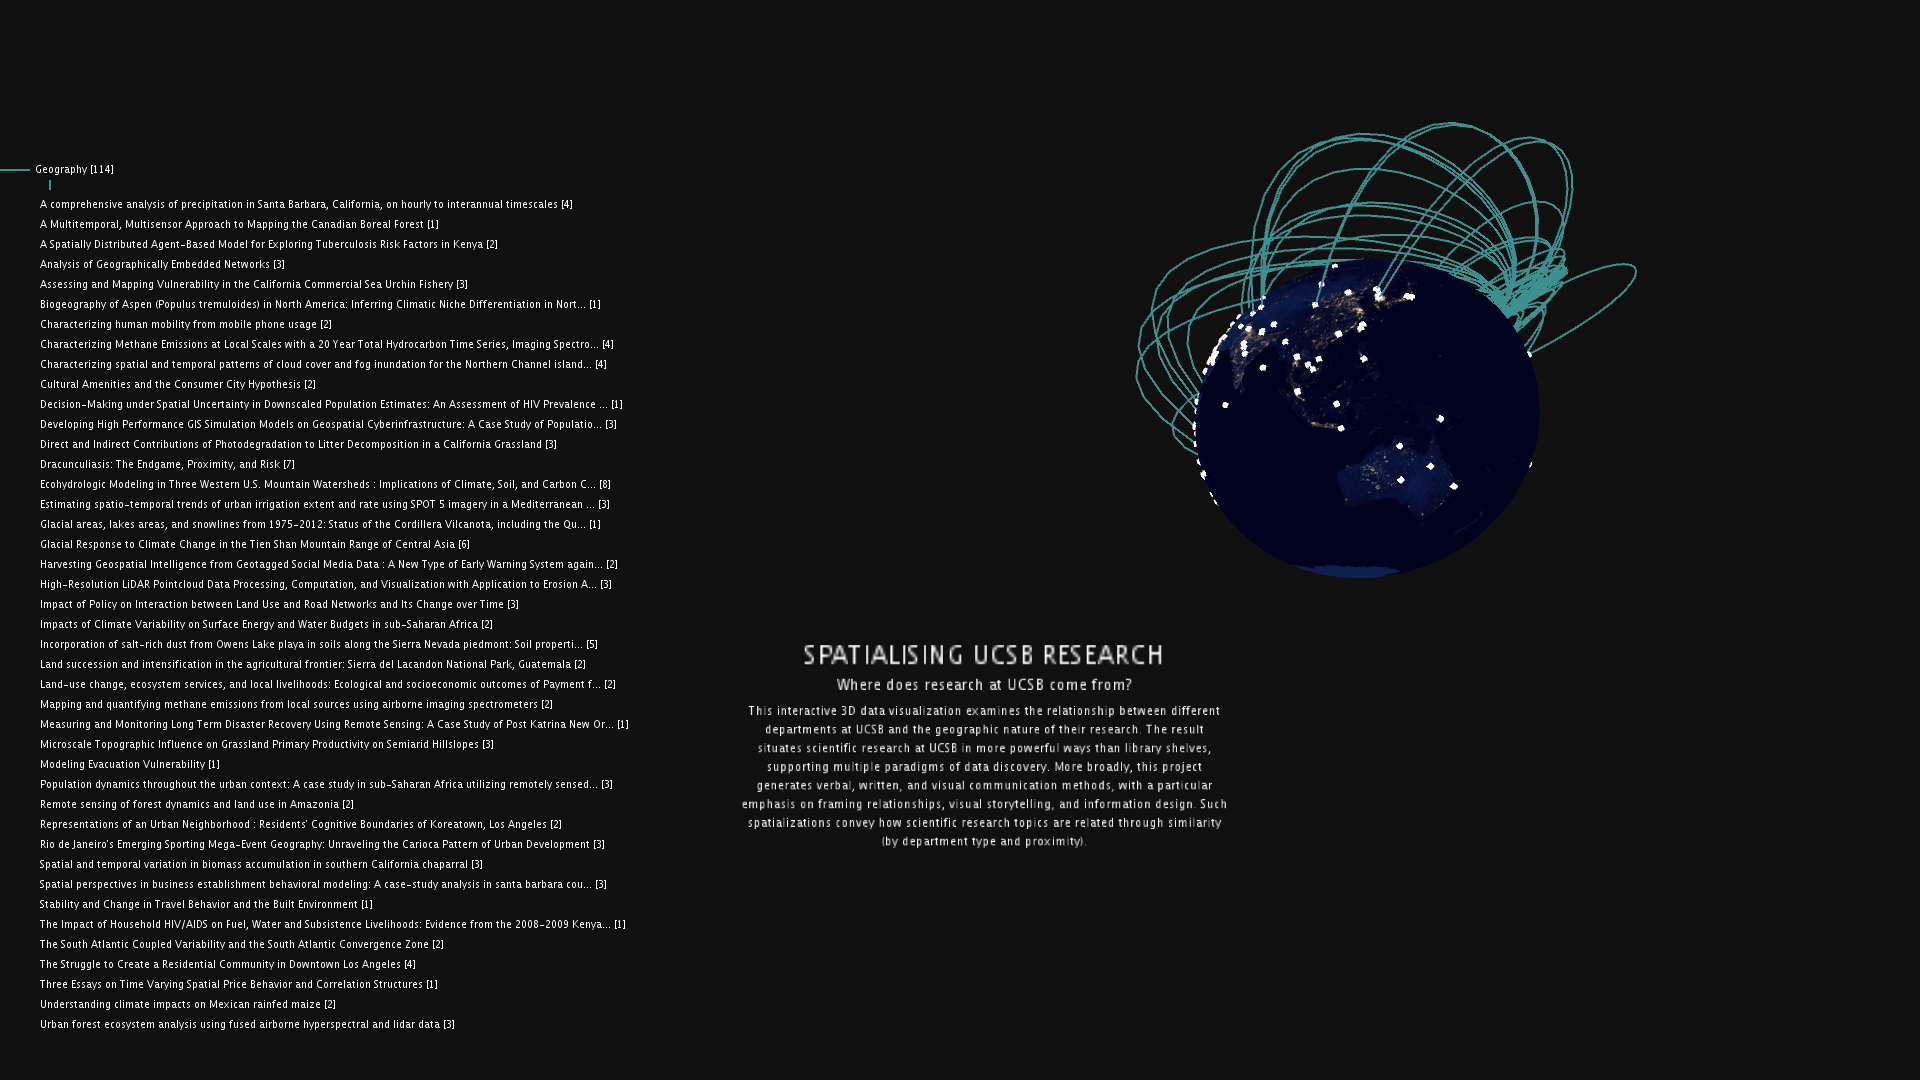 Geography [114]
A comprehensive analysis of precipitation in Santa Barbara, California, on hourly to interannual timescales [4]
A Multitemporal, Multisensor Approach to Mapping the Canadian Boreal Forest [1]
A Spatially Distributed Agent-Based Model for Exploring Tuberculosis Risk Factors in Kenya [2]
Analysis of Geographically Embedded Networks [3]
Assessing and Mapping Vulnerability in the California Commercial Sea Urchin Fishery [3]
Biogeography of Aspen (Populus tremuloides) in North America: Inferring Climatic Niche Differentiation in Nort... [1]
Characterizing human mobility from mobile phone usage [2]
Characterizing Methane Emissions at Local Scales with a 20 Year Total Hydrocarbon Time Series, Imaging Spectro... [4]
Characterizing spatial and temporal patterns of cloud cover and fog inundation for the Northern Channel island... [4]
Cultural Amenities and the Consumer City Hypothesis [2]
Decision-Making under Spatial Uncertainty in Downscaled Population Estimates: An Assessment of HIV Prevalence ... [1]
Developing High Performance GIS Simulation Models on Geospatial Cyberinfrastructure: A Case Study of Populatio... [3]
Direct and Indirect Contributions of Photodegradation to Litter Decomposition in a California Grassland [3]
Dracunculiasis: The Endgame, Proximity, and Risk [7]
Ecohydrologic Modeling in Three Western U.S. Mountain Watersheds : Implications of Climate, Soil, and Carbon C... [8]
Estimating spatio-temporal trends of urban irrigation extent and rate using SPOT 5 imagery in a Mediterranean ... [3]
Glacial areas, lakes areas, and snowlines from 1975-2012: Status of the Cordillera Vilcanota, including the Qu... [1]
Glacial Response to Climate Change in the Tien Shan Mountain Range of Central Asia [6]
Harvesting Geospatial Intelligence from Geotagged Social Media Data : A New Type of Early Warning System again... [2]
High-Resolution LiDAR Pointcloud Data Processing, Computation, and Visualization with Application to Erosion A... [3]
Impact of Policy on Interaction between Land Use and Road Networks and Its Change over Time [3]
Impacts of Climate Variability on Surface Energy and Water Budgets in sub-Saharan Africa [2]
Incorporation of salt-rich dust from Owens Lake playa in soils along the Sierra Nevada piedmont: Soil properti... [5]
Land succession and intensification in the agricultural frontier: Sierra del Lacandon National Park, Guatemala [2]
Land-use change, ecosystem services, and local livelihoods: Ecological and socioeconomic outcomes of Payment f... [2]
Mapping and quantifying methane emissions from local sources using airborne imaging spectrometers [2]
Measuring and Monitoring Long Term Disaster Recovery Using Remote Sensing: A Case Study of Post Katrina New Or... [1]
Microscale Topographic Influence on Grassland Primary Productivity on Semiarid Hillslopes [3]
Modeling Evacuation Vulnerability [1]
Population dynamics throughout the urban context: A case study in sub-Saharan Africa utilizing remotely sensed... [3]
Remote sensing of forest dynamics and land use in Amazonia [2]
Representations of an Urban Neighborhood : Residents' Cognitive Boundaries of Koreatown, Los Angeles [2]
Rio de Janeiro's Emerging Sporting Mega-Event Geography: Unraveling the Carioca Pattern of Urban Development [3]
Spatial and temporal variation in biomass accumulation in southern California chaparral [3]
Spatial perspectives in business establishment behavioral modeling: A case-study analysis in santa barbara cou... [3]
Stability and Change in Travel Behavior and the Built Environment [1]
The Impact of Household HIV/AIDS on Fuel, Water and Subsistence Livelihoods: Evidence from the 2008-2009 Kenya... [1]
The South Atlantic Coupled Variability and the South Atlantic Convergence Zone [2]
The Struggle to Create a Residential Community in Downtown Los Angeles [4]
Three Essays on Time Varying Spatial Price Behavior and Correlation Structures [1]
Understanding climate impacts on Mexican rainfed maize [2]
Urban forest ecosystem analysis using fused airborne hyperspectral and lidar data [3]
SPATIALISING UCSB RESEARCH
Where does research at UCSB come from?
This interactive 3D data visualization examines the relationship between different
departments at UCSB and the geographic nature of their research. The result
situates scientific research at UCSB in more powerful ways than library shelves,
supporting multiple paradigms of data discovery. More broadly, this project
generates verbal, written, and visual communication methods, with a particular
emphasis on framing relationships, visual storytelling, and information design. Such
spatializations convey how scientific research topics are related through similarity
(by department type and proximity).